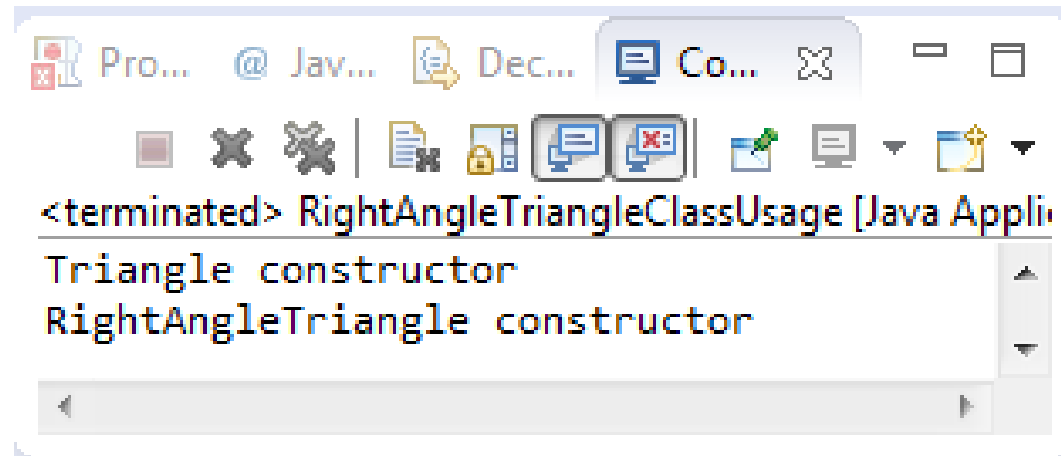 Pro... @ Jav... Dec... Co...
<terminated> RightAngleTriangleClassUsage [Java Appli
Triangle constructor
RightAngleTriangle constructor